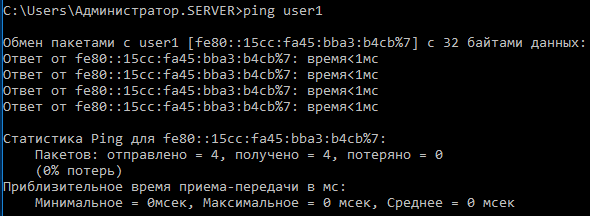 C:\Users\Администратор.SERVER>ping user1
Обмен пакетами с user1 [fe80::15cc:fa45:bba3:b4cb%7] с 32 байтами данных:
Ответ от fe80::15cc:fa45:bba3:b4cb%7: время<1мс
Ответ от fe80::15cc:fa45:bba3:b4cb%7: время<1мс
Ответ от fe80::15cc:fa45:bba3:b4cb%7: время<1мс
Ответ от fe80::15cc:fa45:bba3:b4cb%7: время<1мс
Статистика Ping для fe80::15cc:fa45:bba3:b4cb%7:
Пакетов: отправлено = 4, получено = 4, потеряно = 0
(0% потерь)
Приблизительное время приема-передачи в мс:
Минимальное = 0мсек, Максимальное = 0 мсек, Среднее = 0 мсек